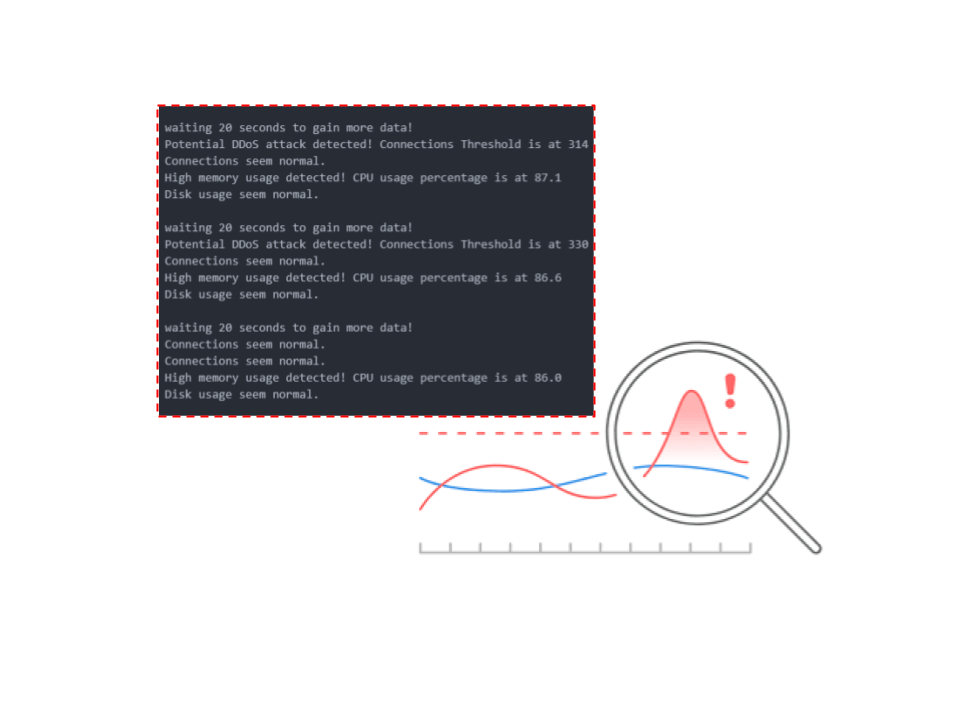 waiting 20 seconds to gain more data!
Potential DDoS attack detected! Connections Threshold is at 314
Connections seem normal.
High memory usage detected! CPU usage percentage is at 87.1
Disk usage seem normal.
waiting 20 seconds to gain more data!
Potential DDoS attack detected! Connections Threshold is at 330
Connections seem normal.
High memory usage detected! CPU usage percentage is at 86.6
Disk usage seem normal.
waiting 20 seconds to gain more data!
Connections seem normal.
Connections seem normal.
High memory usage detected! CPU usage percentage is at 86.0
Disk usage seem normal.
!